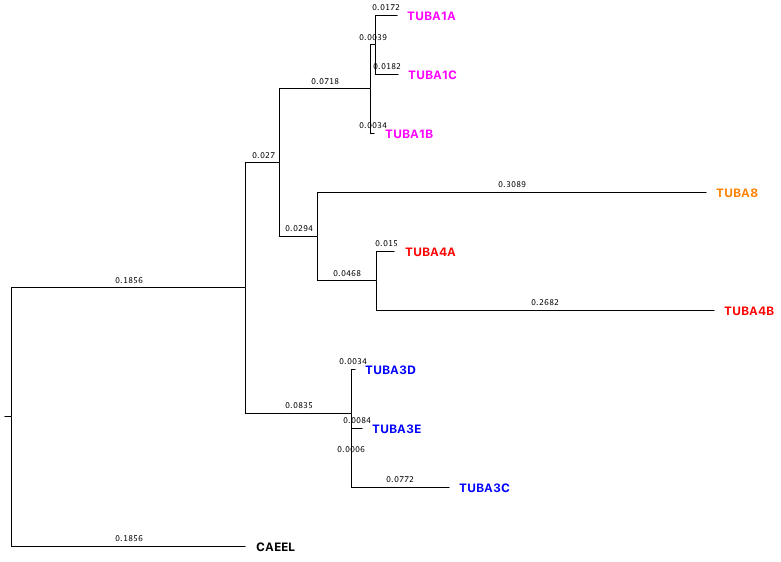 0.0172
TUBA1A
0.0039
0.0182
TUBA1C
0.0718
0.0034
TUBA1B
0.027
0.3089
TUBA8
0.0294
0.015
TUBA4A
0.0468
0.2682
TUBA4B
0.1856
0.0034
TUBA3D
0.0835
0.0084
TUBA3E
0.0006
0.0772
TUBA3C
0.1856
CAEEL